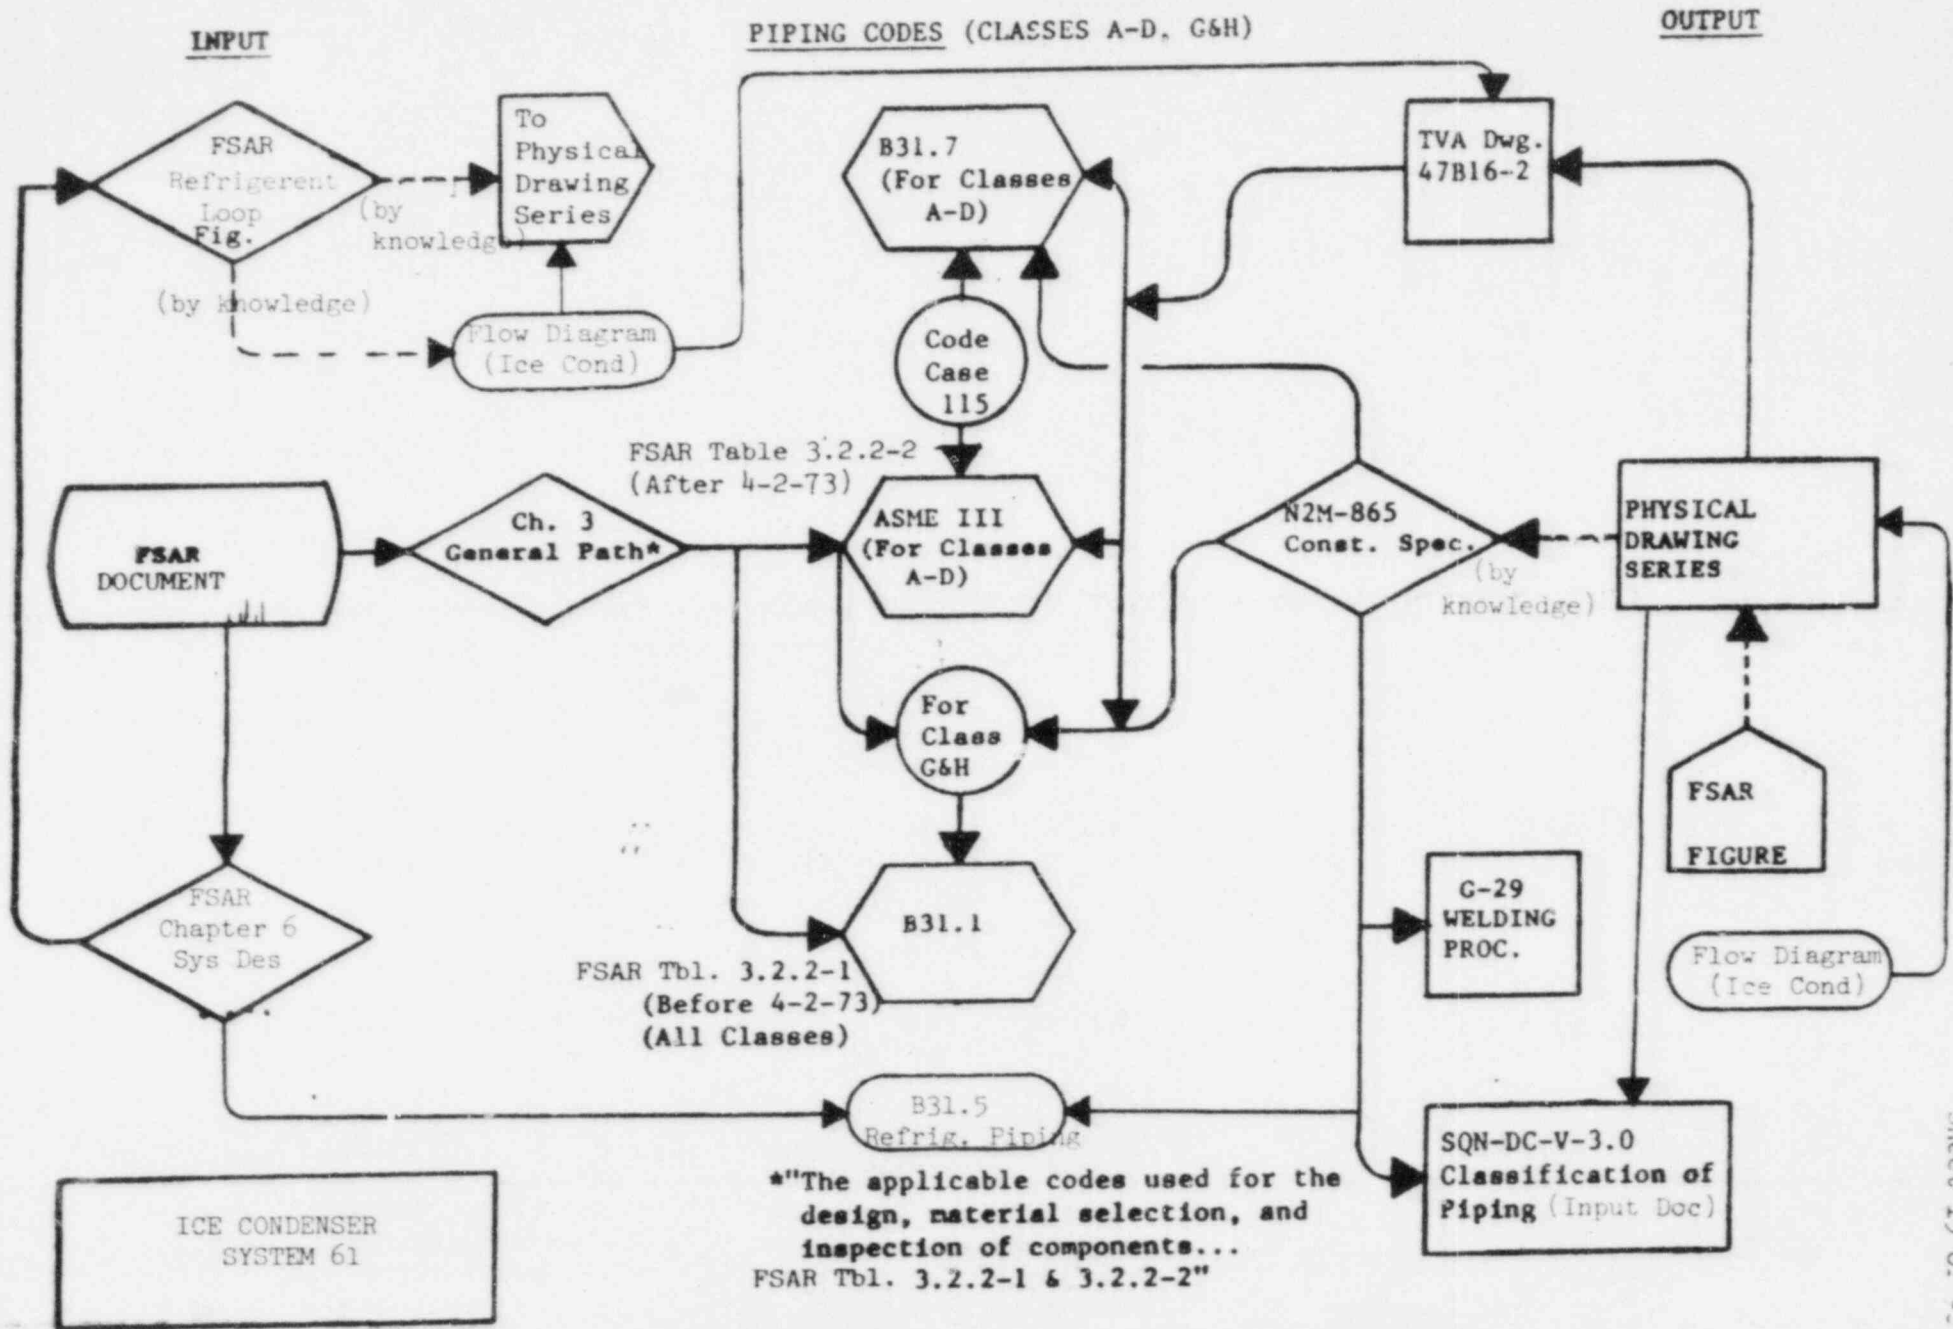 INPUT
PIPING CODES (CLASSES A-D. G&H)
OUTPUT
FSAR
Refrigerent
Loop
Fig.
(by
knowledge)
To
Physical
Drawing
Series
(by knowledge)
Flow Diagram
(Ice Cond)
B31.7
(For Classes
A-D)
TVA Dwg.
47B16-2
Code
Case
115
FSAR Table 3.2.2-2
(After 4-2-73)
FSAR
DOCUMENT
Ch. 3
General Path*
ASME III
(For Classes
A-D)
N2M-865
Const. Spec.
(by
knowledge)
PHYSICAL
DRAWING
SERIES
For
Class
G&H
FSAR
FIGURE
FSAR
Chapter 6
Sys Des
B31.1
FSAR Tbl. 3.2.2-1
(Before 4-2-73)
(All Classes)
G-29
WELDING
PROC.
Flow Diagram
(Ice Cond)
B31.5
Refrig. Piping
SQN-DC-V-3.0
Classification of
Piping (Input Doc)
ICE CONDENSER
SYSTEM 61
*"The applicable codes used for the
design, material selection, and
inspection of components...
FSAR Tbl. 3.2.2-1 & 3.2.2-2"